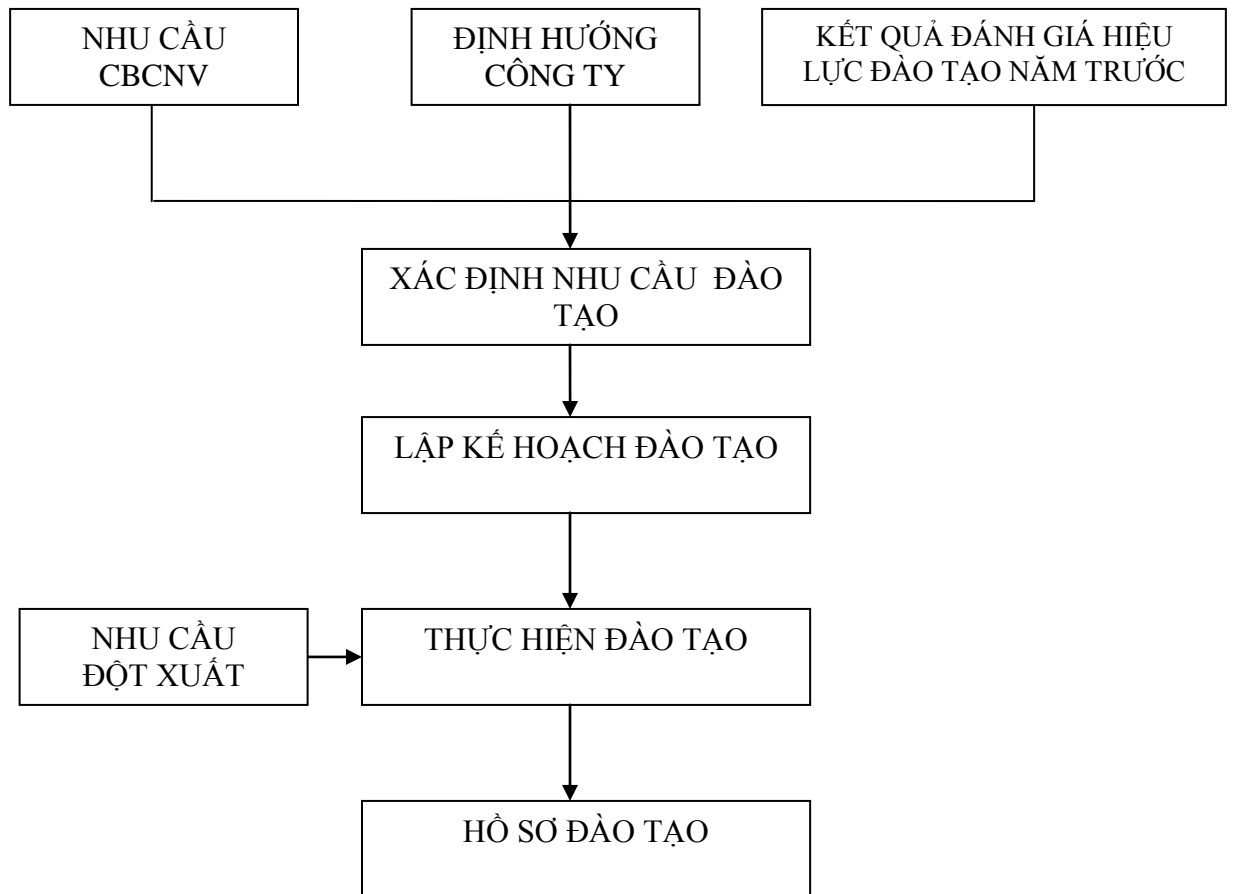 NHU CẦU
CBCNV
ĐỊNH HƯỚNG
CÔNG TY
KẾT QUẢ ĐÁNH GIÁ HIỆU
LỰC ĐÀO TẠO NĂM TRƯỚC
XÁC ĐỊNH NHU CẦU ĐÀO
TẠO
LẬP KẾ HOẠCH ĐÀO TẠO
NHU CẦU
ĐỘT XUẤT
THỰC HIỆN ĐÀO TẠO
HỒ SƠ ĐÀO TẠO